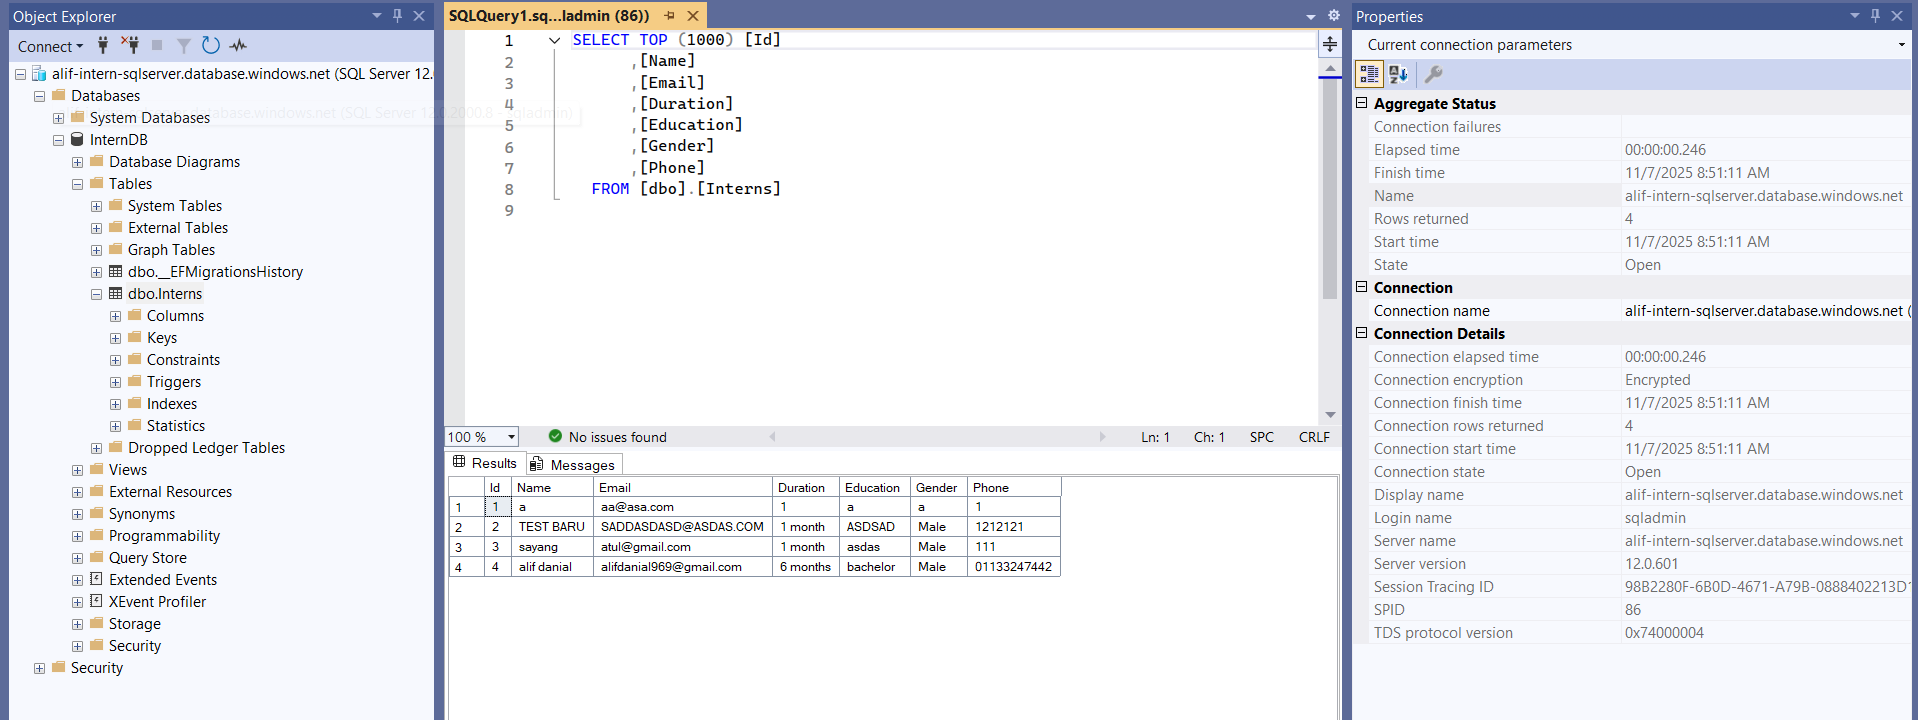 Object Explorer
Connect
alif-intern-sqlserver.database.windows.net (SQL Server 12.
Databases
System Databases
InternDB
Database Diagrams
Tables
System Tables
External Tables
Graph Tables
dbo.__EFMigrationsHistory
dbo.Interns
Columns
Keys
Constraints
Triggers
Indexes
Statistics
Dropped Ledger Tables
Views
External Resources
Synonyms
Programmability
Query Store
Extended Events
XEvent Profiler
Storage
Security
Security
SQLQuery1.sq...ladmin (86))
1 SELECT TOP (1000) [Id]
2 ,[Name]
3 ,[Email]
4 ,[Duration]
5 ,[Education]
6 ,[Gender]
7 ,[Phone]
8 FROM [dbo].[Interns]
9
100 % No issues found Ln: 1 Ch: 1 SPC CRLF
Results Messages
Id Name Email Duration Education Gender Phone
1 1 a aa@asa.com 1 a a 1
2 2 TEST BARU SADDASDASD@ASDAS.COM 1 month ASDSAD Male 1212121
3 3 sayang atul@gmail.com 1 month asdas Male 111
4 4 alif danial alifdanial969@gmail.com 6 months bachelor Male 01133247442
Properties
Current connection parameters
Aggregate Status
Connection failures
Elapsed time 00:00:00.246
Finish time 11/7/2025 8:51:11 AM
Name alif-intern-sqlserver.database.windows.net
Rows returned 4
Start time 11/7/2025 8:51:11 AM
State Open
Connection
Connection name alif-intern-sqlserver.database.windows.net (
Connection Details
Connection elapsed time 00:00:00.246
Connection encryption Encrypted
Connection finish time 11/7/2025 8:51:11 AM
Connection rows returned 4
Connection start time 11/7/2025 8:51:11 AM
Connection state Open
Display name alif-intern-sqlserver.database.windows.net
Login name sqladmin
Server name alif-intern-sqlserver.database.windows.net
Server version 12.0.601
Session Tracing ID 98B2280F-6B0D-4671-A79B-0888402213D1
SPID 86
TDS protocol version 0x74000004